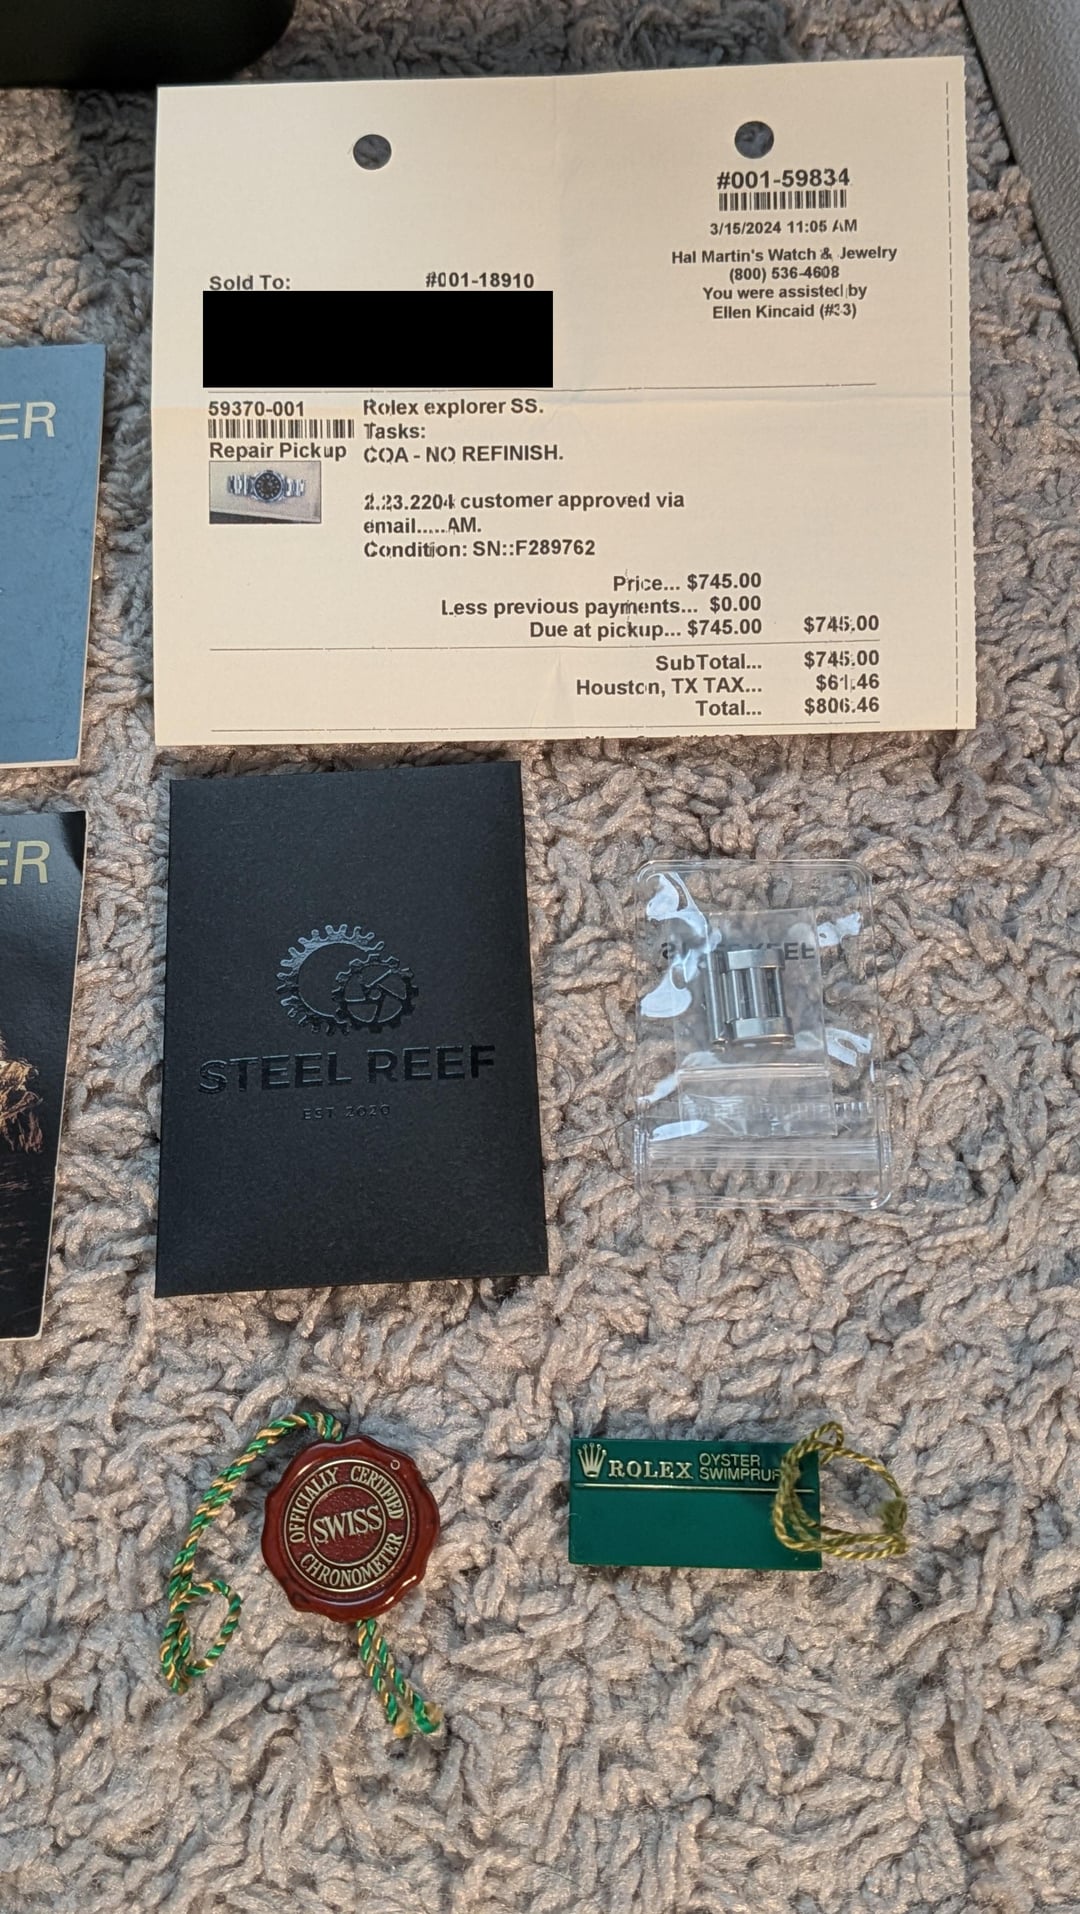 #001-59834
3/15/2024 11:05 AM
Hal Martin's Watch & Jewelry
(800) 536-4608
You were assisted by
Ellen Kincaid (#33)
Sold To:
#001-18910
59370-001
Repair Pickup
Rolex explorer SS.
Tasks:
COA - NO REFINISH.
2.23.2204 customer approved via
email.....AM.
Condition: SN::F289762
Price... $745.00
Less previous payments... $0.00
Due at pickup... $745.00 $745.00
SubTotal... $745.00
Houston, TX TAX... $61.46
Total... $806.46
ER
ER
STEEL REEF
EST 2020
OFFICIALLY CERTIFIED
SWISS
CHRONOMETER
ROLEX
OYSTER
SWIMPRUF